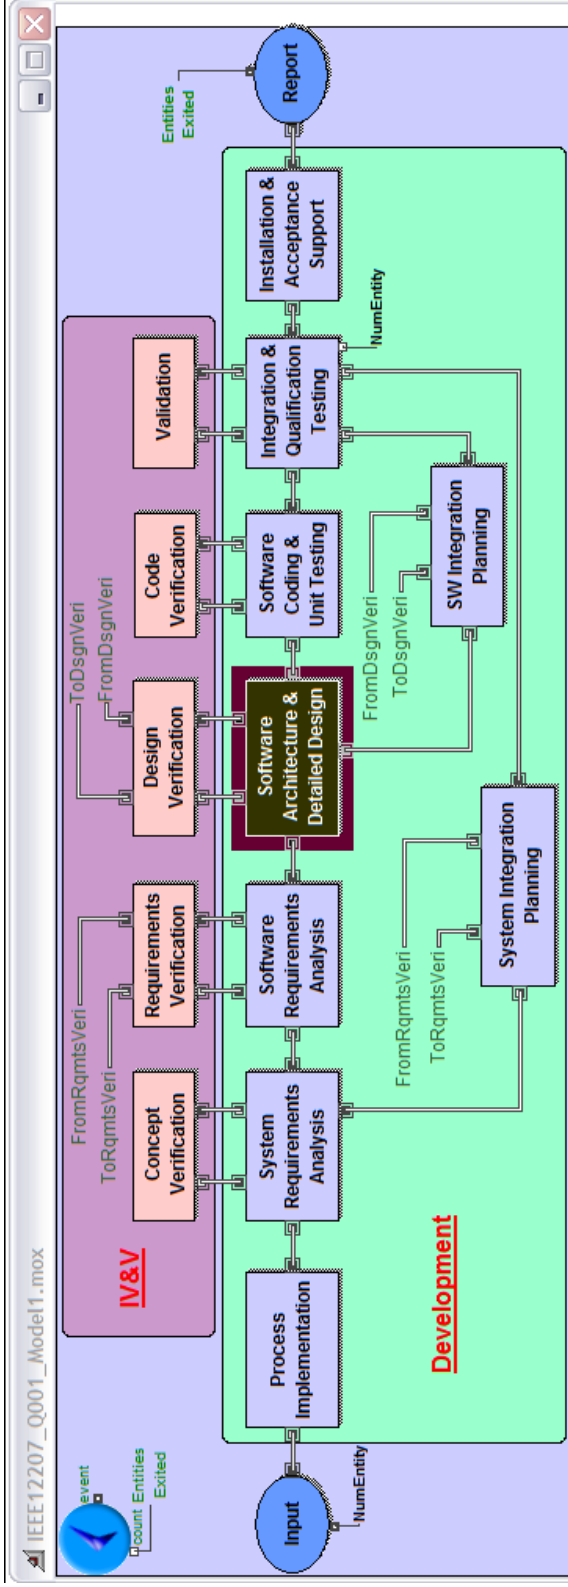 IEEE12207_Q001_Model1.mox
event
count
Entities
Exited
Entities
Exited
IV&V
Concept
Verification
FromRqmtsVeri
ToRqmtsVeri
Requirements
Verification
ToDsgnVeri
FromDsgnVeri
Design
Verification
Code
Verification
Validation
Input
NumEntity
Process
Implementation
System
Requirements
Analysis
Software
Requirements
Analysis
Software
Architecture &
Detailed Design
Software
Coding &
Unit Testing
Integration &
Qualification
Testing
NumEntity
Installation &
Acceptance
Support
Report
Development
FromRqmtsVeri
ToRqmtsVeri
System Integration
Planning
FromDsgnVeri
ToDsgnVeri
SW Integration
Planning